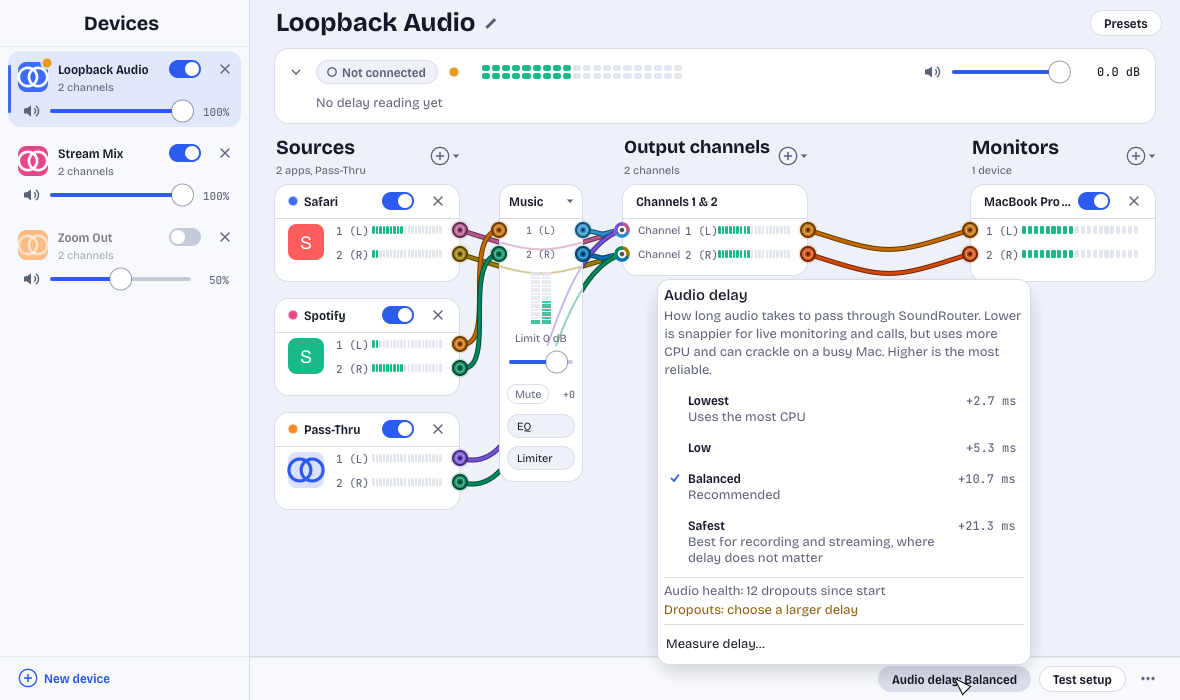 Devices
Loopback Audio
2 channels
100%
Stream Mix
2 channels
100%
Zoom Out
2 channels
50%
New device
Loopback Audio
Presets
Not connected
0.0 dB
No delay reading yet
Sources
2 apps, Pass-Thru
Output channels
2 channels
Monitors
1 device
Safari
S
1 (L)
2 (R)
Spotify
S
1 (L)
2 (R)
Pass-Thru
1 (L)
2 (R)
Music
1 (L)
2 (R)
Limit 0 dB
Mute +0
EQ
Limiter
Channels 1 & 2
Channel 1 (L)
Channel 2 (R)
MacBook Pro...
1 (L)
2 (R)
Audio delay
How long audio takes to pass through SoundRouter. Lower
is snappier for live monitoring and calls, but uses more
CPU and can crackle on a busy Mac. Higher is the most
reliable.
Lowest +2.7 ms
Uses the most CPU
Low +5.3 ms
Balanced +10.7 ms
Recommended
Safest +21.3 ms
Best for recording and streaming, where
delay does not matter
Audio health: 12 dropouts since start
Dropouts: choose a larger delay
Measure delay...
Audio delay: Balanced
Test setup